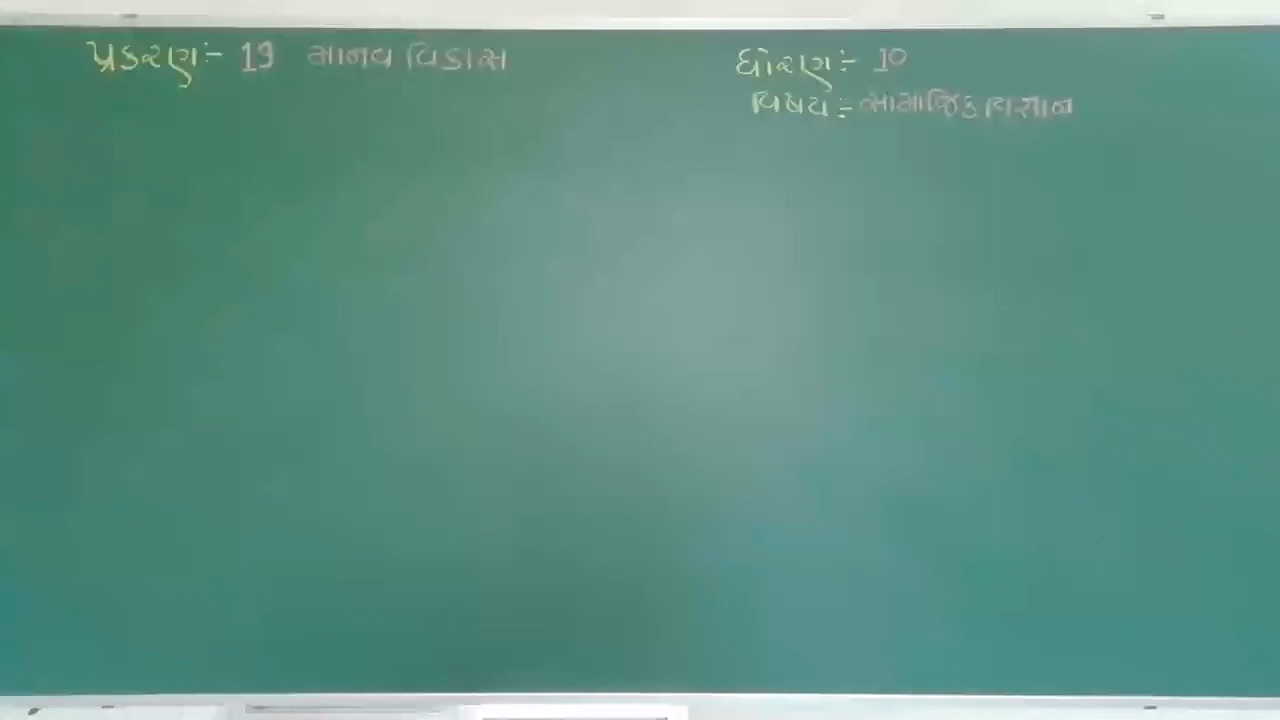 પ્રકરણ:- 19 માનવ વિકાસ
ધોરણ:- 10
વિષય:- સામાજિક વિજ્ઞાન